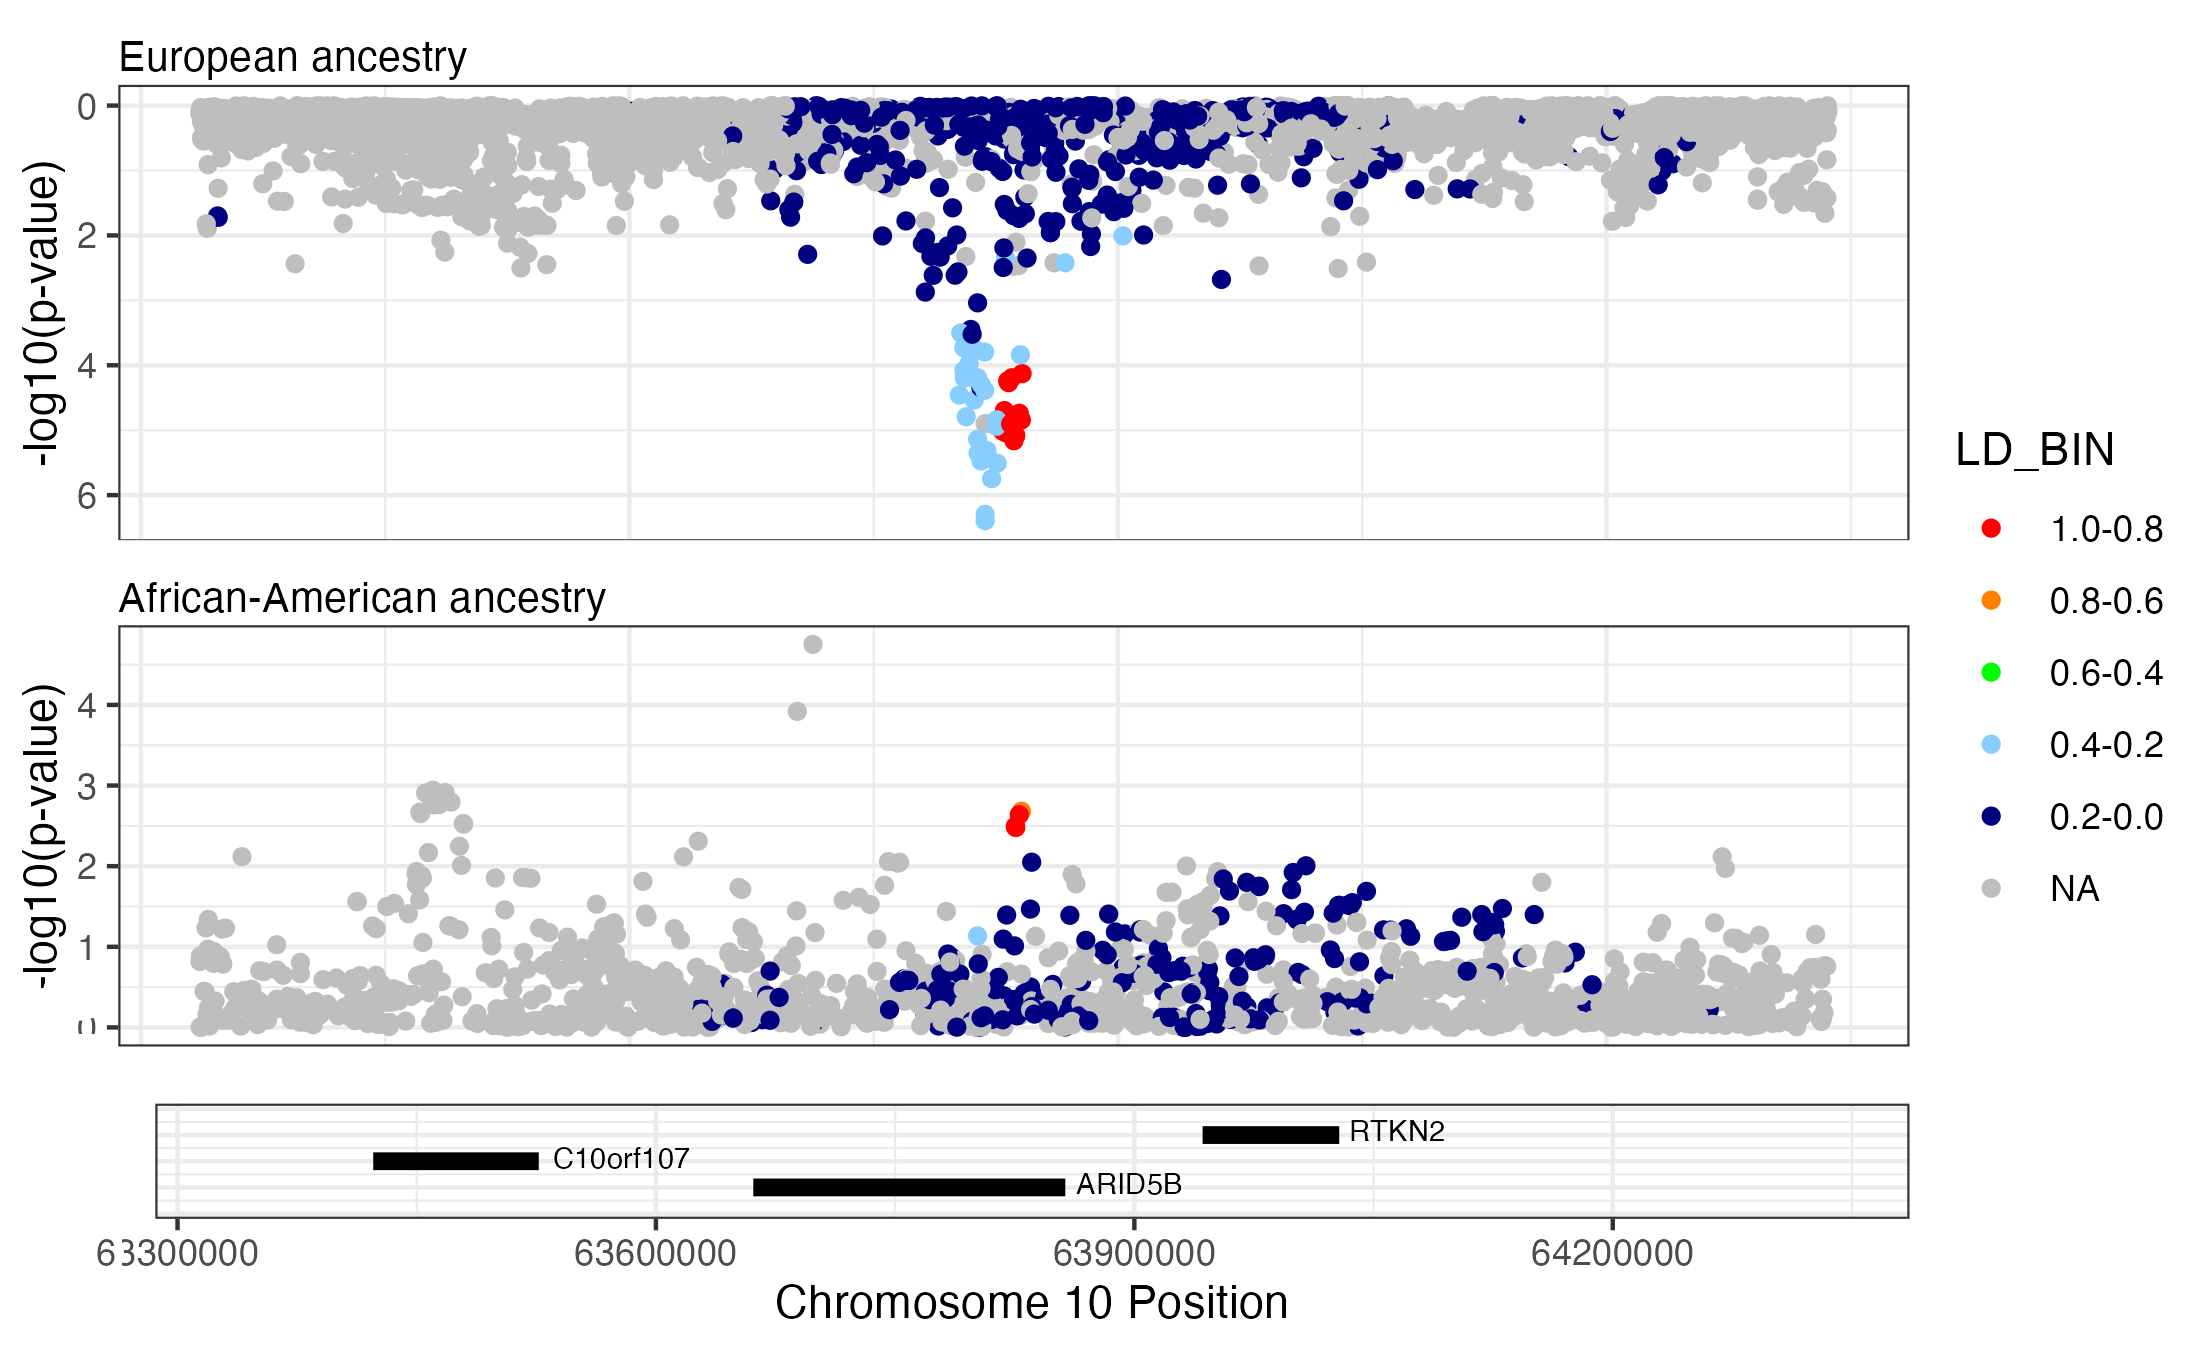 European ancestry
0
2
4
6
-log10(p-value)
African-American ancestry
4
3
2
1
0
-log10(p-value)
LD_BIN
1.0-0.8
0.8-0.6
0.6-0.4
0.4-0.2
0.2-0.0
NA
RTKN2
C10orf107
ARID5B
63300000
63600000
63900000
64200000
Chromosome 10 Position